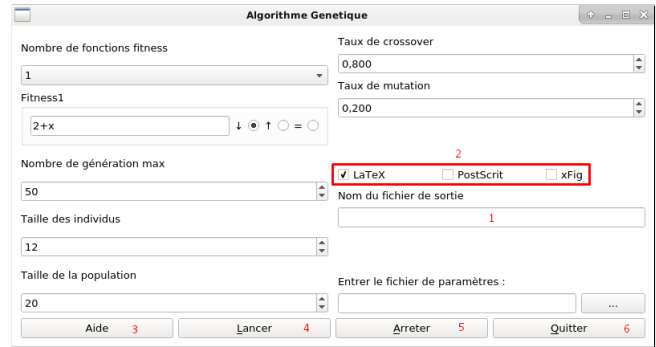 Algorithme Genetique
Nombre de fonctions fitness
1
Fitness1
2+x ↓ ↑ =
Nombre de génération max
50
Taille des individus
12
Taille de la population
20
Taux de crossover
0,800
Taux de mutation
0,200
2
LaTeX PostScrit xFig
Nom du fichier de sortie
1
Entrer le fichier de paramètres :
...
Aide 3 Lancer 4 Arreter 5 Quitter 6